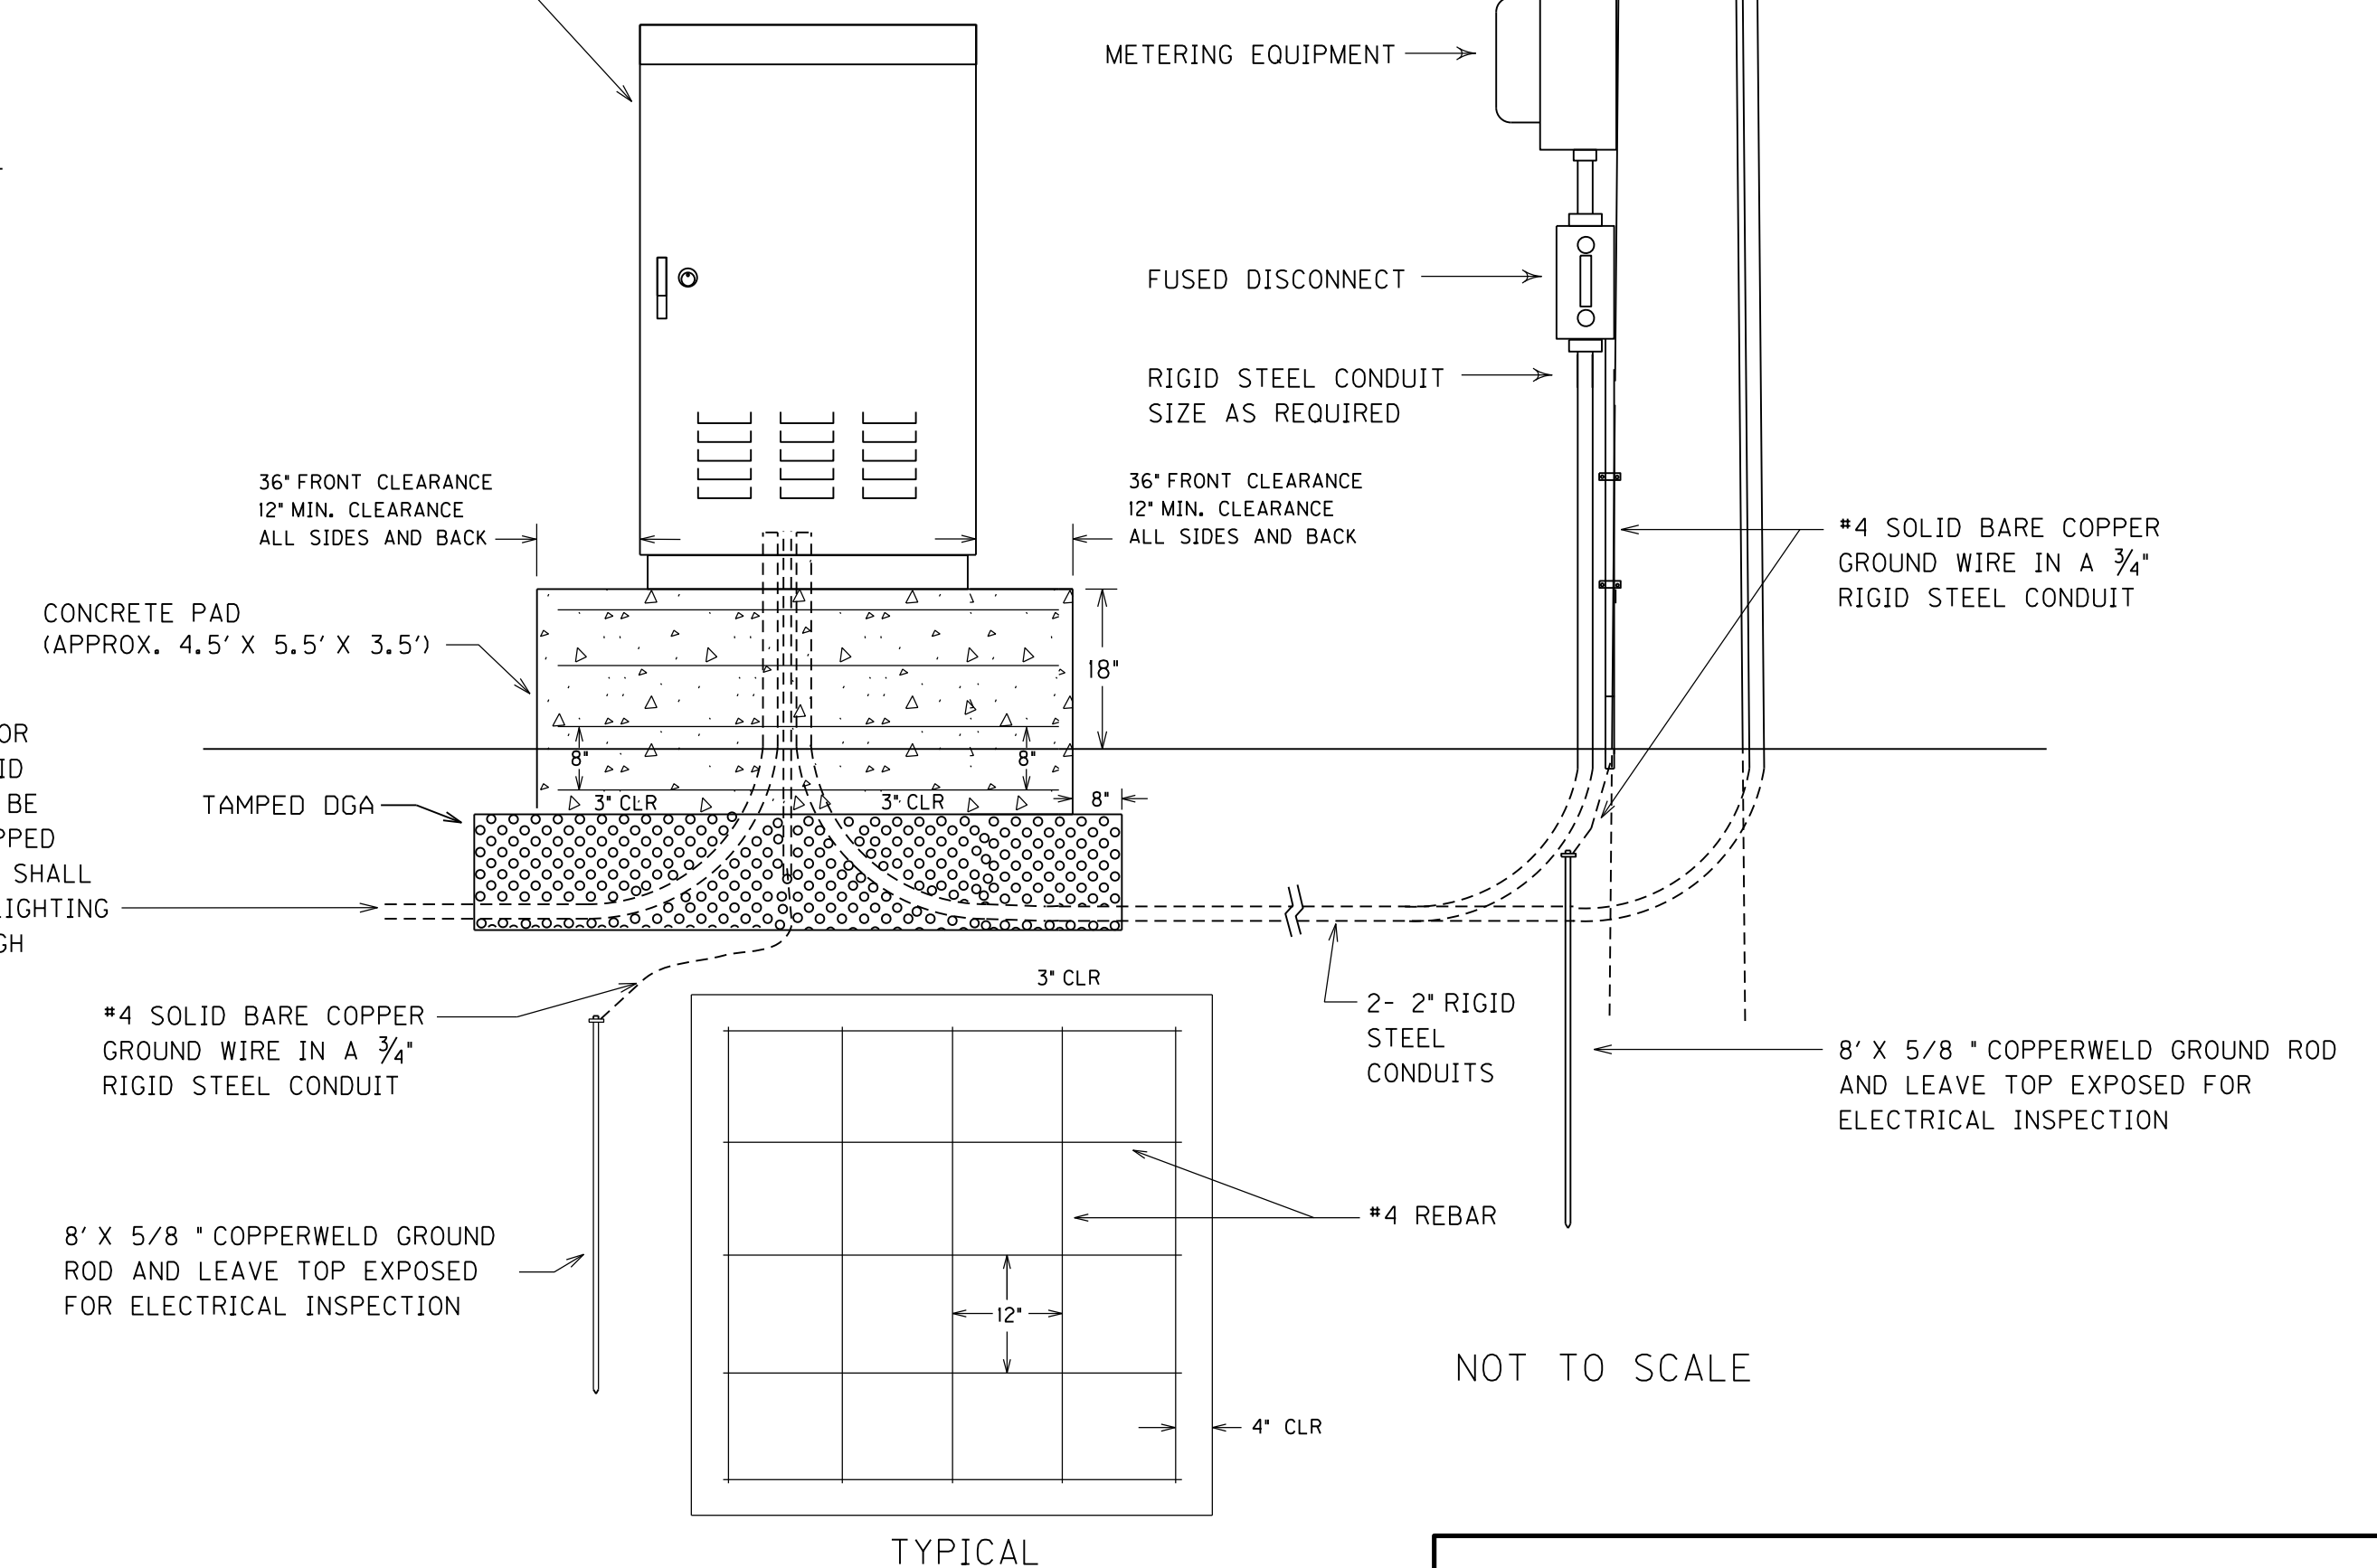 METERING EQUIPMENT
FUSED DISCONNECT
RIGID STEEL CONDUIT
SIZE AS REQUIRED
36" FRONT CLEARANCE
12" MIN. CLEARANCE
ALL SIDES AND BACK
36" FRONT CLEARANCE
12" MIN. CLEARANCE
ALL SIDES AND BACK
#4 SOLID BARE COPPER
GROUND WIRE IN A 3/4"
RIGID STEEL CONDUIT
CONCRETE PAD
(APPROX. 4.5' X 5.5' X 3.5')
18"
8"
8"
3" CLR
3" CLR
8"
TAMPED DGA
OR
BE
SHALL
3" CLR
#4 SOLID BARE COPPER
GROUND WIRE IN A 3/4"
RIGID STEEL CONDUIT
2- 2" RIGID
STEEL
CONDUITS
8' X 5/8 " COPPERWELD GROUND ROD
AND LEAVE TOP EXPOSED FOR
ELECTRICAL INSPECTION
#4 REBAR
8' X 5/8 " COPPERWELD GROUND
ROD AND LEAVE TOP EXPOSED
FOR ELECTRICAL INSPECTION
12"
NOT TO SCALE
4" CLR
TYPICAL